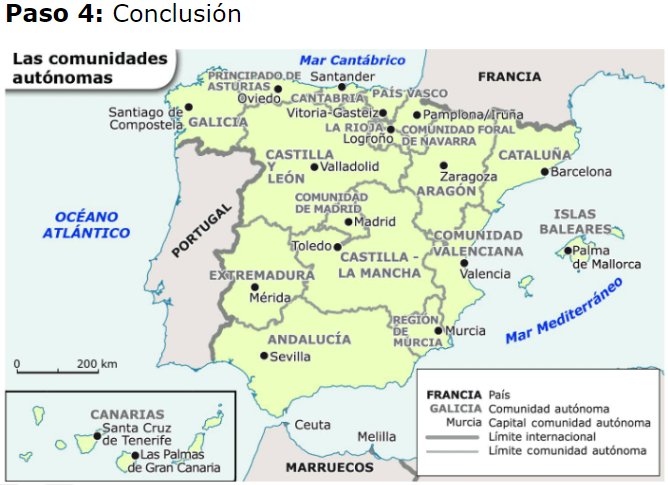 Paso 4: Conclusión
Las comunidades
autónomas
Mar Cantábrico
FRANCIA
PRINCIPADO DE
ASTURIAS
Oviedo
Santander
CANTABRIA
PAÍS VASCO
Vitoria-Gasteiz
Pamplona/Iruña
Santiago de
Compostela
GALICIA
LA RIOJA
Logroño
COMUNIDAD FORAL
DE NAVARRA
CASTILLA
Y
LEÓN
Valladolid
Zaragoza
ARAGÓN
CATALUÑA
Barcelona
OCÉANO
ATLÁNTICO
PORTUGAL
COMUNIDAD
DE MADRID
Madrid
ISLAS
BALEARES
Palma
de Mallorca
Toledo
CASTILLA -
LA MANCHA
COMUNIDAD
VALENCIANA
Valencia
EXTREMADURA
Mérida
Mar Mediterráneo
ANDALUCÍA
Sevilla
REGIÓN
DE
MURCIA
Murcia
0 200 km
CANARIAS
Santa Cruz
de Tenerife
Las Palmas
de Gran Canaria
Ceuta
Melilla
MARRUECOS
FRANCIA País
GALICIA Comunidad autónoma
Murcia Capital comunidad autónoma
Límite internacional
Límite comunidad autónoma